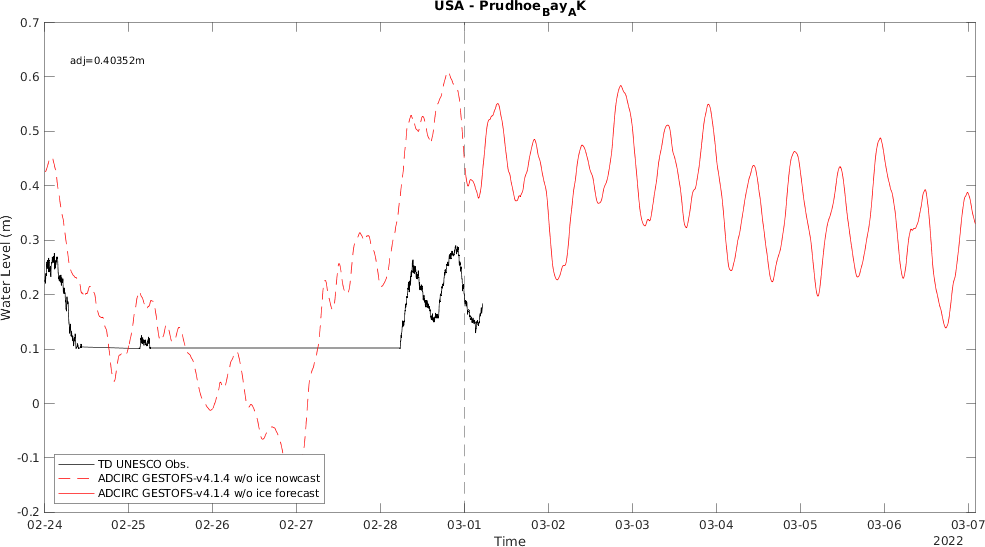 USA - PrudhoeBayAK
adj=0.40352m
0.7
0.6
0.5
0.4
0.3
0.2
0.1
0
-0.1
-0.2
Water Level (m)
TD UNESCO Obs.
ADCIRC GESTOFS-v4.1.4 w/o ice nowcast
ADCIRC GESTOFS-v4.1.4 w/o ice forecast
02-24 02-25 02-26 02-27 02-28 03-01 03-02 03-03 03-04 03-05 03-06 03-07
Time
2022